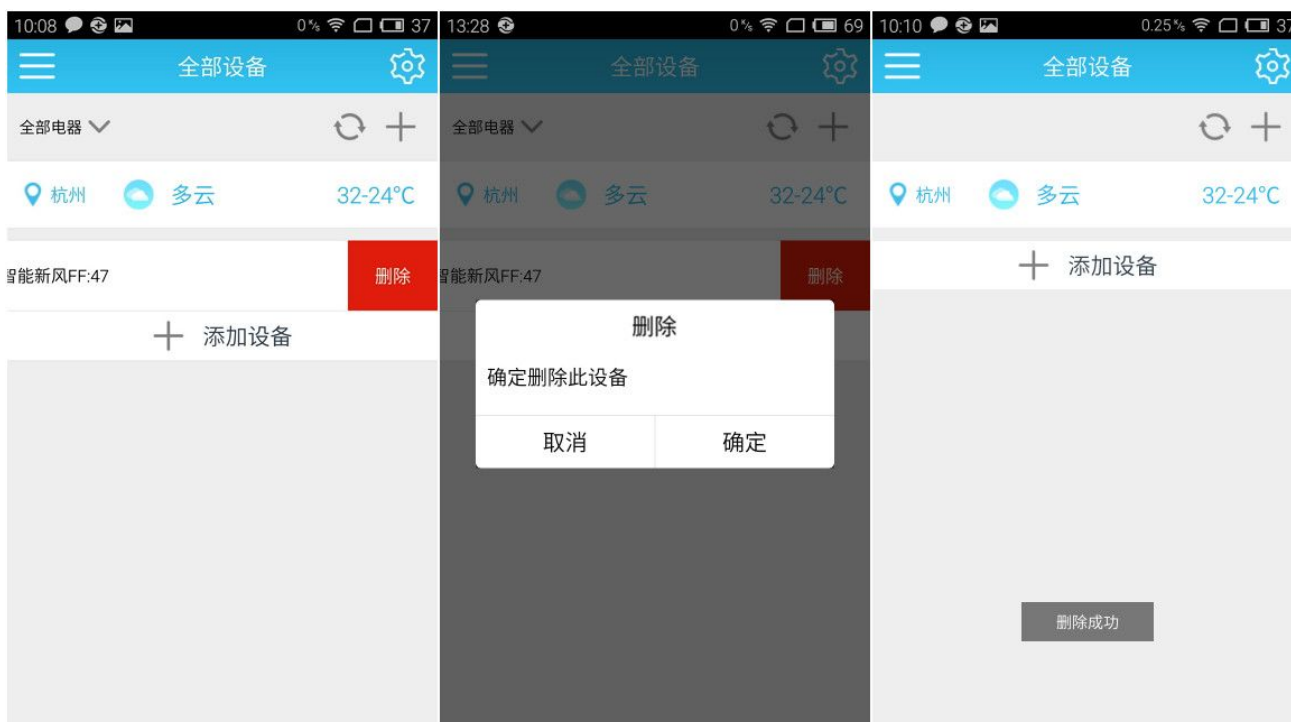 10:08 0% 37
全部设备
全部电器
杭州 多云 32-24℃
智能新风FF:47 删除
添加设备
13:28 0% 69
全部设备
全部电器
杭州 多云 32-24℃
智能新风FF:47 删除
删除
确定删除此设备
取消 确定
10:10 0.25% 37
全部设备
杭州 多云 32-24℃
添加设备
删除成功